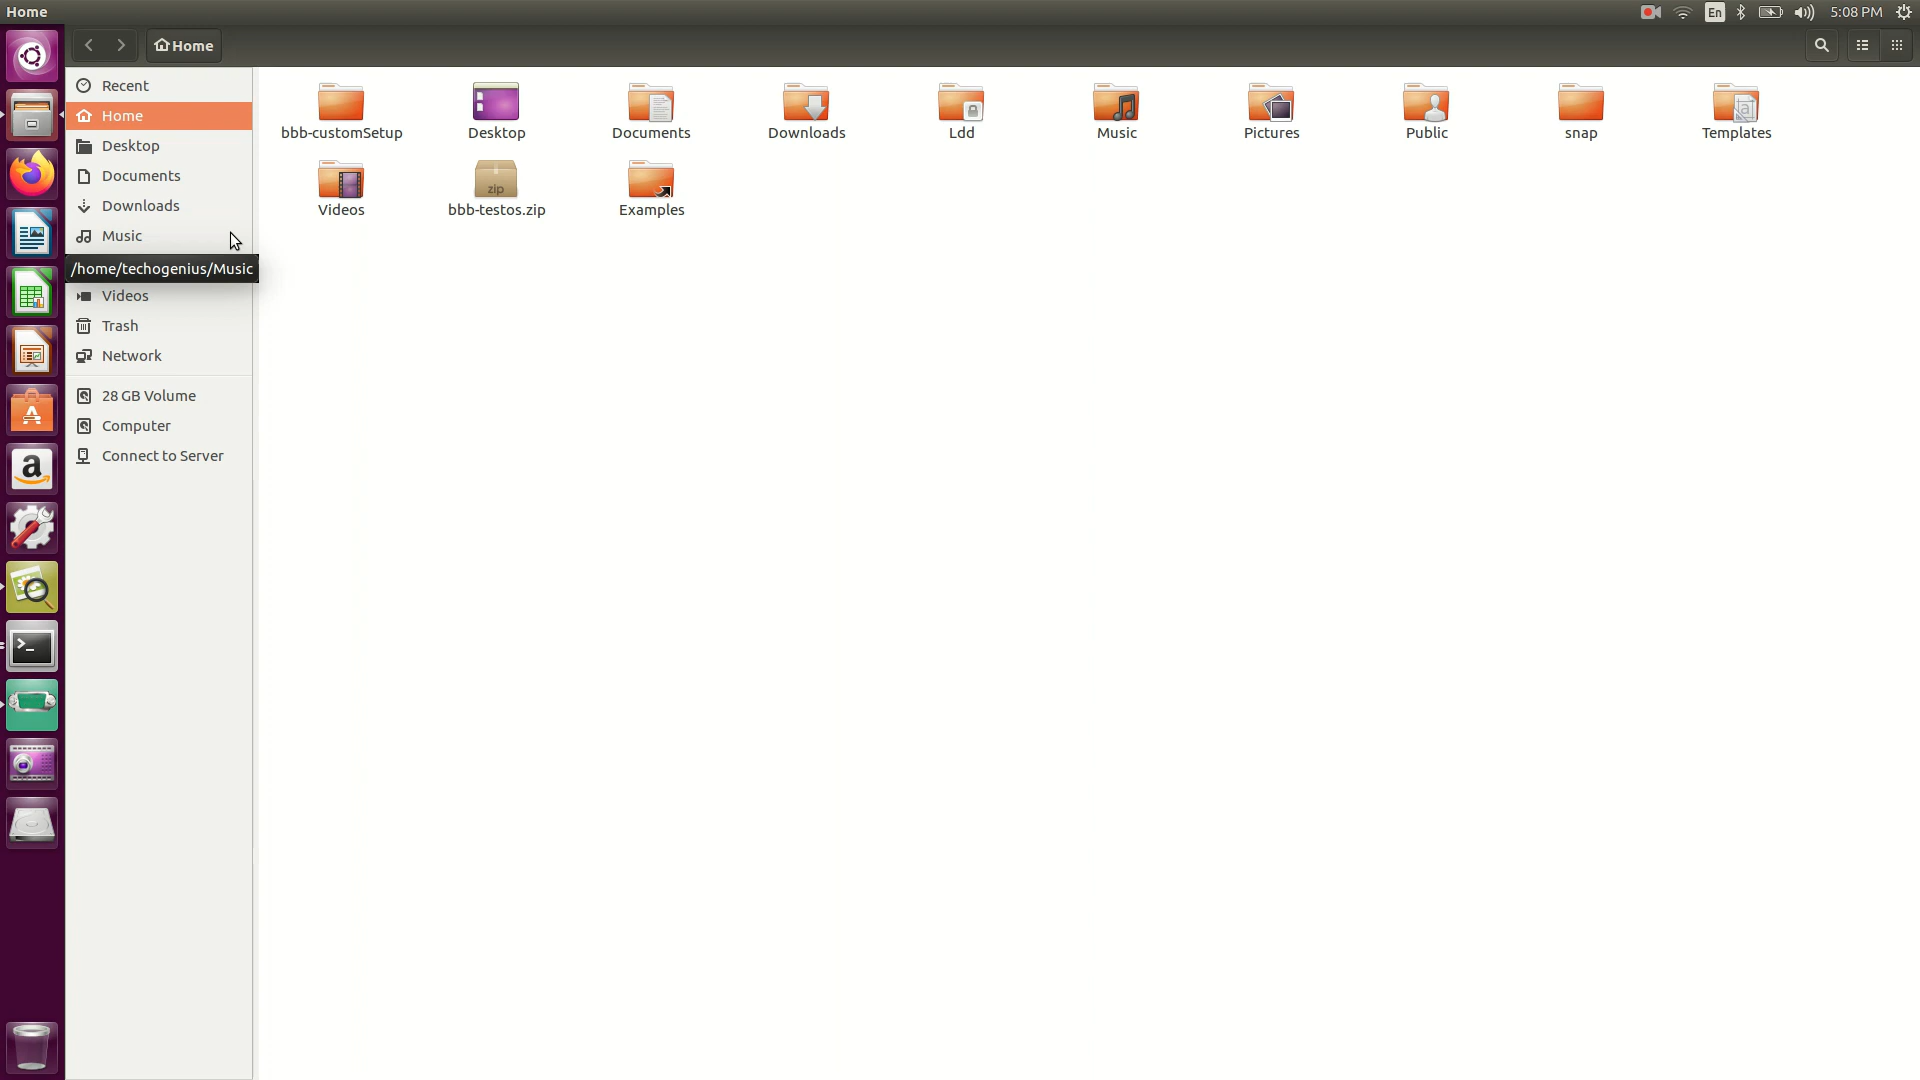 Home
En
5:08 PM
Home
Recent
Home
Desktop
Documents
Downloads
Music
/home/techogenius/Music
Videos
Trash
Network
28 GB Volume
Computer
Connect to Server
bbb-customSetup
Desktop
Documents
Downloads
Ldd
Music
Pictures
Public
snap
Templates
Videos
zip
bbb-testos.zip
Examples